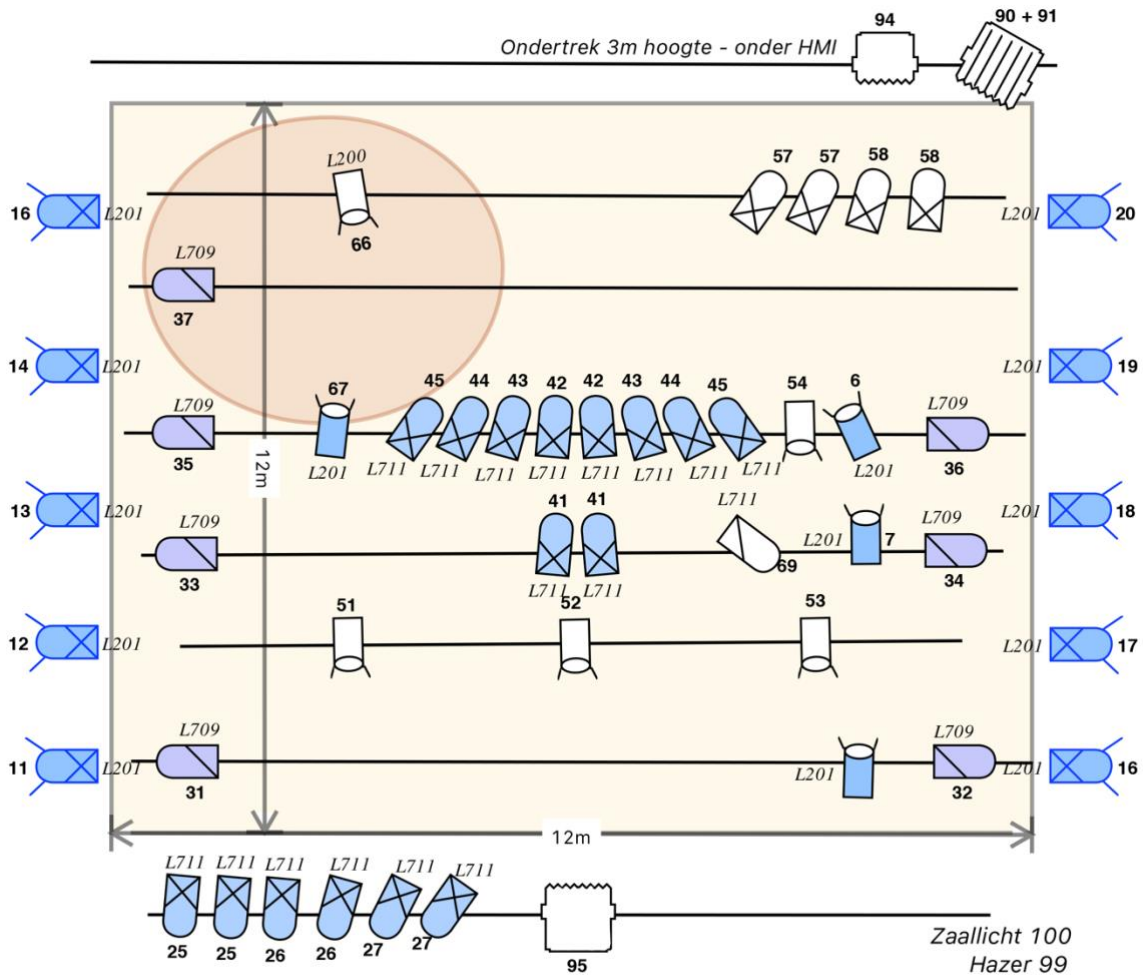 94
90 + 91
Ondertrek 3m hoogte - onder HMI
L200
57 57 58 58
16 L201
66
L201 20
L709
37
14 L201
L201 19
67 45 44 43 42 42 43 44 45 54 6
L709
L709
35
L201 L711 L711 L711 L711 L711 L711 L711 L711 L201
36
12m
13 L201
L201 18
L709
41 41
L711
L201 7
L709
33
69
34
L711 L711
51 52 53
12 L201
L201 17
L709
L709
11 L201
L201
L201 16
31
32
12m
L711 L711 L711 L711 L711 L711
25 25 26 26 27 27
95
Zaallicht 100
Hazer 99